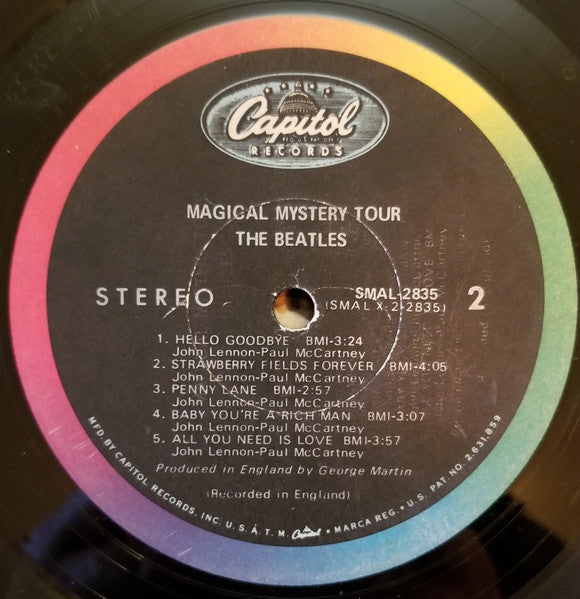 Capitol
REG. U.S. PAT. OFF.
RECORDS
MAGICAL MYSTERY TOUR
THE BEATLES
STEREO
SMAL-2835
(SMAL X-2-2835)
2
1. HELLO GOODBYE BMI-3:24
John Lennon-Paul McCartney
2. STRAWBERRY FIELDS FOREVER BMI-4:05
John Lennon-Paul McCartney
3. PENNY LANE BMI-2:57
John Lennon-Paul McCartney
4. BABY YOU'RE A RICH MAN BMI-3:07
John Lennon-Paul McCartney
5. ALL YOU NEED IS LOVE BMI-3:57
John Lennon-Paul McCartney
Produced in England by George Martin
(Recorded in England)
MFD. BY CAPITOL RECORDS, INC. U.S.A. T.M. Capitol • MARCA REG. • U.S. PAT. NO. 2,631,859